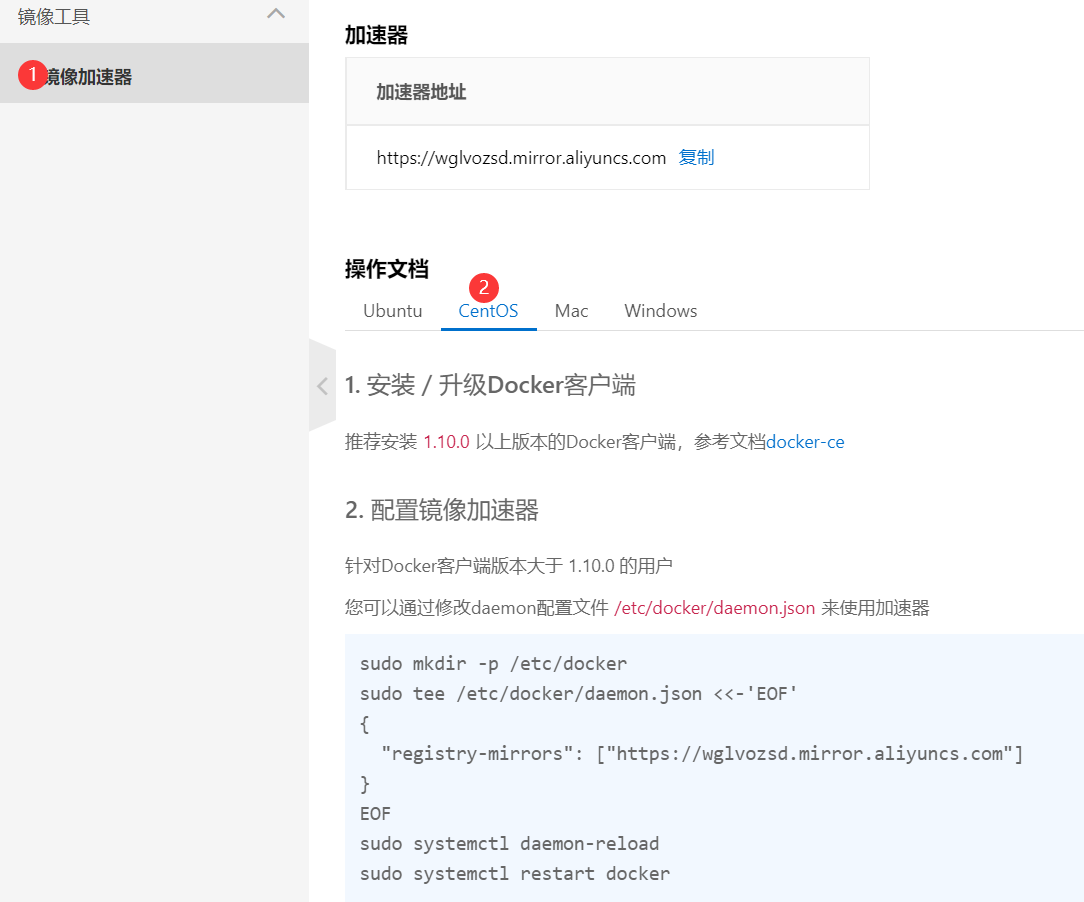 镜像工具
1 镜像加速器
加速器
加速器地址
https://wglvozsd.mirror.aliyuncs.com 复制
操作文档
2
Ubuntu CentOS Mac Windows
1. 安装 / 升级Docker客户端
推荐安装 1.10.0 以上版本的Docker客户端，参考文档docker-ce
2. 配置镜像加速器
针对Docker客户端版本大于 1.10.0 的用户
您可以通过修改daemon配置文件 /etc/docker/daemon.json 来使用加速器
sudo mkdir -p /etc/docker
sudo tee /etc/docker/daemon.json <<-'EOF'
{
  "registry-mirrors": ["https://wglvozsd.mirror.aliyuncs.com"]
}
EOF
sudo systemctl daemon-reload
sudo systemctl restart docker